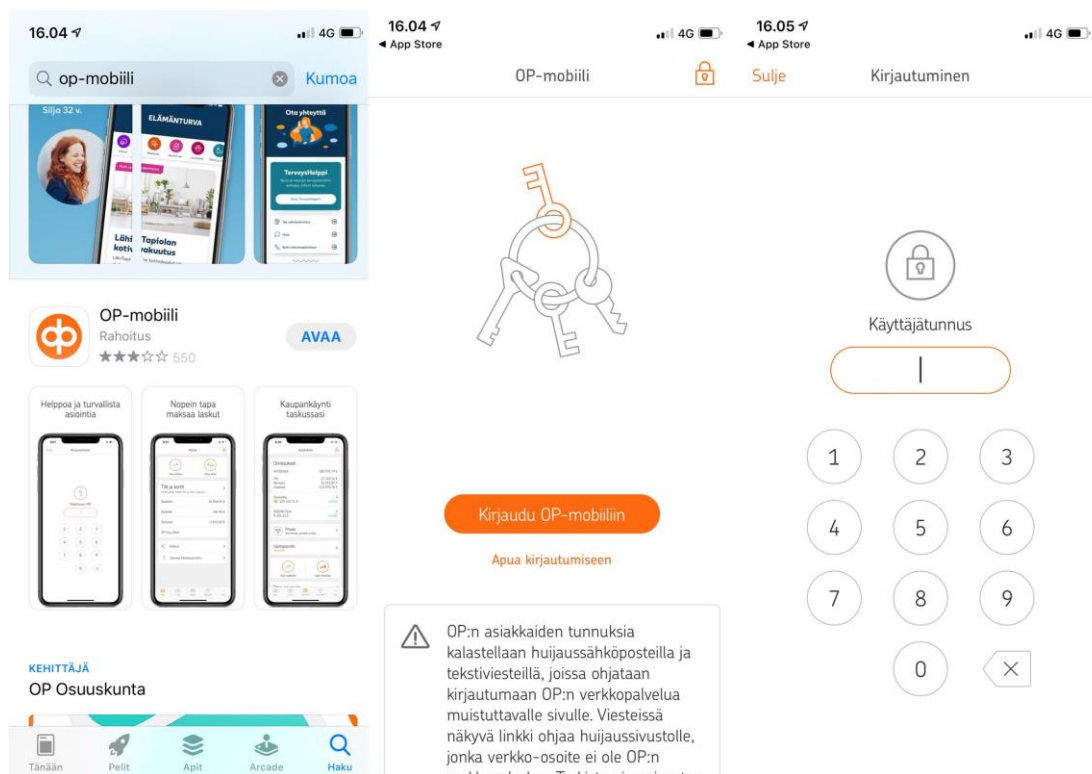 16.04
4G
op-mobiili
Kumoa
Silja 32 v.
ELÄMÄNTURVA
Ota yhteyttä
TerveysHelppi
LähiTapiolan
kotivakuutus
OP-mobiili
Rahoitus
550
AVAA
Helppoa ja turvallista
asiointia
Nopein tapa
maksaa laskut
Kaupankäynti
taskussasi
KEHITTÄJÄ
OP Osuuskunta
Tänään
Pelit
Apit
Arcade
Haku
16.04
4G
App Store
OP-mobiili
Kirjaudu OP-mobiiliin
Apua kirjautumiseen
OP:n asiakkaiden tunnuksia
kalastellaan huijaussähköposteilla ja
tekstiviesteillä, joissa ohjataan
kirjautumaan OP:n verkkopalvelua
muistuttavalle sivulle. Viesteissä
näkyvä linkki ohjaa huijaussivustolle,
jonka verkko-osoite ei ole OP:n
16.05
4G
App Store
Sulje
Kirjautuminen
Käyttäjätunnus
1 2 3
4 5 6
7 8 9
0